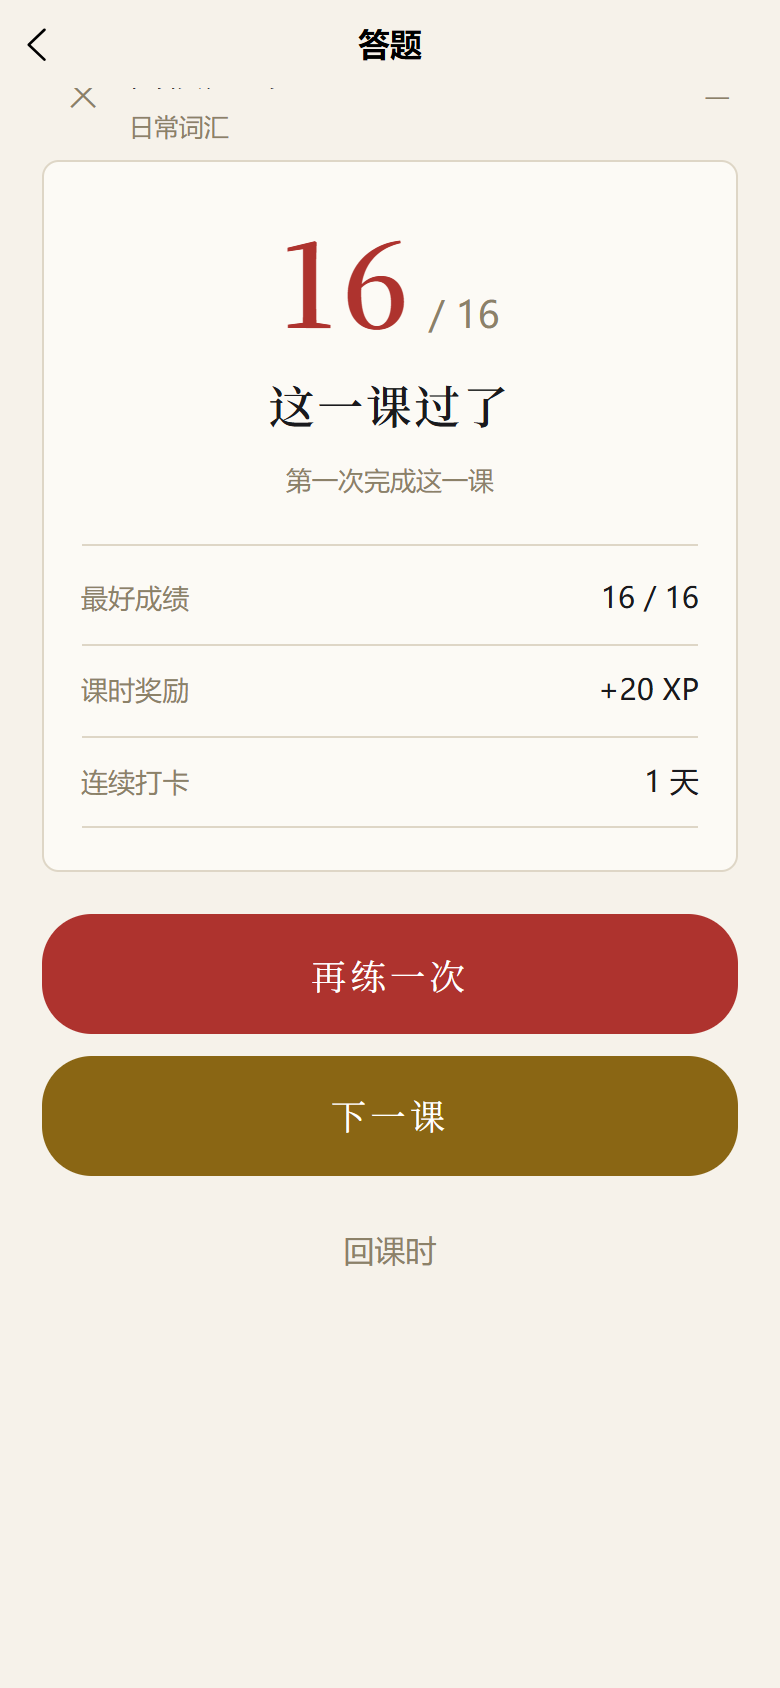 答题
日常词汇
16 / 16
这一课过了
第一次完成这一课
最好成绩 16 / 16
课时奖励 +20 XP
连续打卡 1 天
再练一次
下一课
回课时